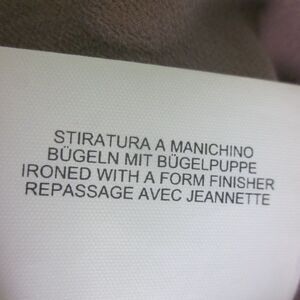 STIRATURA A MANICHINO
BÜGELN MIT BÜGELPUPPE
IRONED WITH A FORM FINISHER
REPASSAGE AVEC JEANNETTE